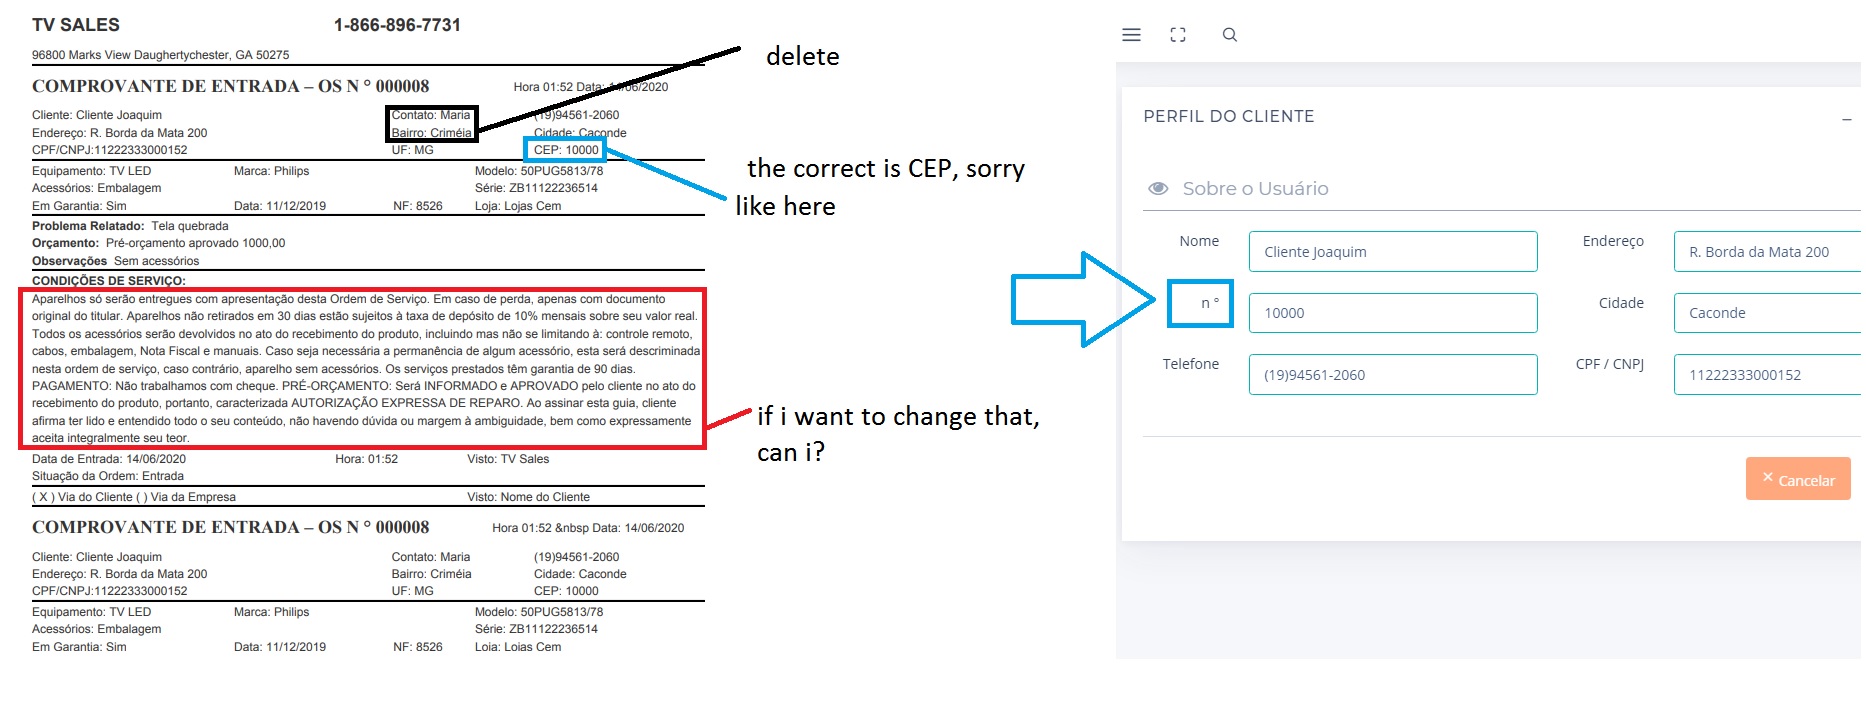 TV SALES 1-866-896-7731
96800 Marks View Daughertychester, GA 50275
COMPROVANTE DE ENTRADA – OS N ° 000008 Hora 01:52 Data: 14/06/2020
Cliente: Cliente Joaquim Contato: Maria (19)94561-2060
Endereço: R. Borda da Mata 200 Bairro: Criméia Cidade: Caconde
CPF/CNPJ:11222333000152 UF: MG CEP: 10000
Equipamento: TV LED Marca: Philips Modelo: 50PUG5813/78
Acessórios: Embalagem Série: ZB11122236514
Em Garantia: Sim Data: 11/12/2019 NF: 8526 Loja: Lojas Cem
Problema Relatado: Tela quebrada
Orçamento: Pré-orçamento aprovado 1000,00
Observações Sem acessórios
CONDIÇÕES DE SERVIÇO:
Aparelhos só serão entregues com apresentação desta Ordem de Serviço. Em caso de perda, apenas com documento
original do titular. Aparelhos não retirados em 30 dias estão sujeitos à taxa de depósito de 10% mensais sobre seu valor real.
Todos os acessórios serão devolvidos no ato do recebimento do produto, incluindo mas não se limitando à: controle remoto,
cabos, embalagem, Nota Fiscal e manuais. Caso seja necessária a permanência de algum acessório, esta será descriminada
nesta ordem de serviço, caso contrário, aparelho sem acessórios. Os serviços prestados têm garantia de 90 dias.
PAGAMENTO: Não trabalhamos com cheque. PRÉ-ORÇAMENTO: Será INFORMADO e APROVADO pelo cliente no ato do
recebimento do produto, portanto, caracterizada AUTORIZAÇÃO EXPRESSA DE REPARO. Ao assinar esta guia, cliente
afirma ter lido e entendido todo o seu conteúdo, não havendo dúvida ou margem à ambiguidade, bem como expressamente
aceita integralmente seu teor.
Data de Entrada: 14/06/2020 Hora: 01:52 Visto: TV Sales
Situação da Ordem: Entrada
( X ) Via do Cliente ( ) Via da Empresa Visto: Nome do Cliente
COMPROVANTE DE ENTRADA – OS N ° 000008 Hora 01:52 &nbsp Data: 14/06/2020
Cliente: Cliente Joaquim Contato: Maria (19)94561-2060
Endereço: R. Borda da Mata 200 Bairro: Criméia Cidade: Caconde
CPF/CNPJ:11222333000152 UF: MG CEP: 10000
Equipamento: TV LED Marca: Philips Modelo: 50PUG5813/78
Acessórios: Embalagem Série: ZB11122236514
Em Garantia: Sim Data: 11/12/2019 NF: 8526 Loja: Lojas Cem
delete
the correct is CEP, sorry
like here
if i want to change that,
can i?
PERFIL DO CLIENTE
Sobre o Usuário
Nome Cliente Joaquim Endereço R. Borda da Mata 200
n ° 10000 Cidade Caconde
Telefone (19)94561-2060 CPF / CNPJ 11222333000152
Cancelar